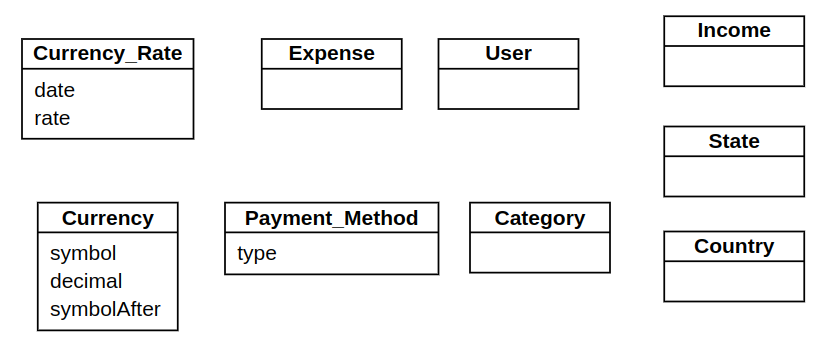 Currency_Rate
date
rate
Expense
User
Income
State
Country
Currency
symbol
decimal
symbolAfter
Payment_Method
type
Category